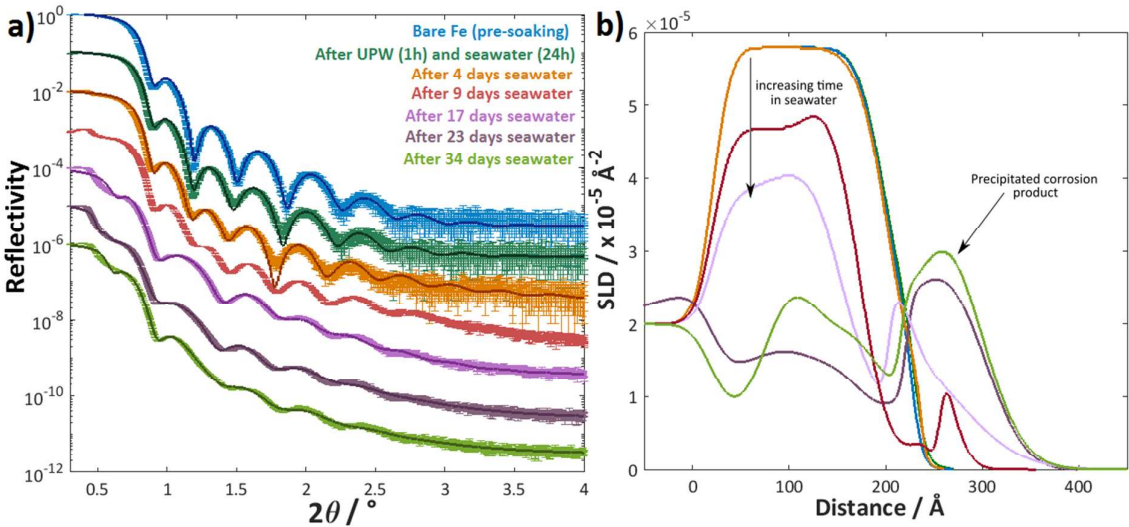 a)
Bare Fe (pre-soaking)
After UPW (1h) and seawater (24h)
After 4 days seawater
After 9 days seawater
After 17 days seawater
After 23 days seawater
After 34 days seawater
10^0
10^-2
10^-4
10^-6
10^-8
10^-10
10^-12
Reflectivity
0.5 1 1.5 2 2.5 3 3.5 4
2θ / °
b)
×10^-5
6
5
4
3
2
1
0
SLD / x 10^-5 Å^-2
increasing time
in seawater
Precipitated corrosion
product
0 100 200 300 400
Distance / Å